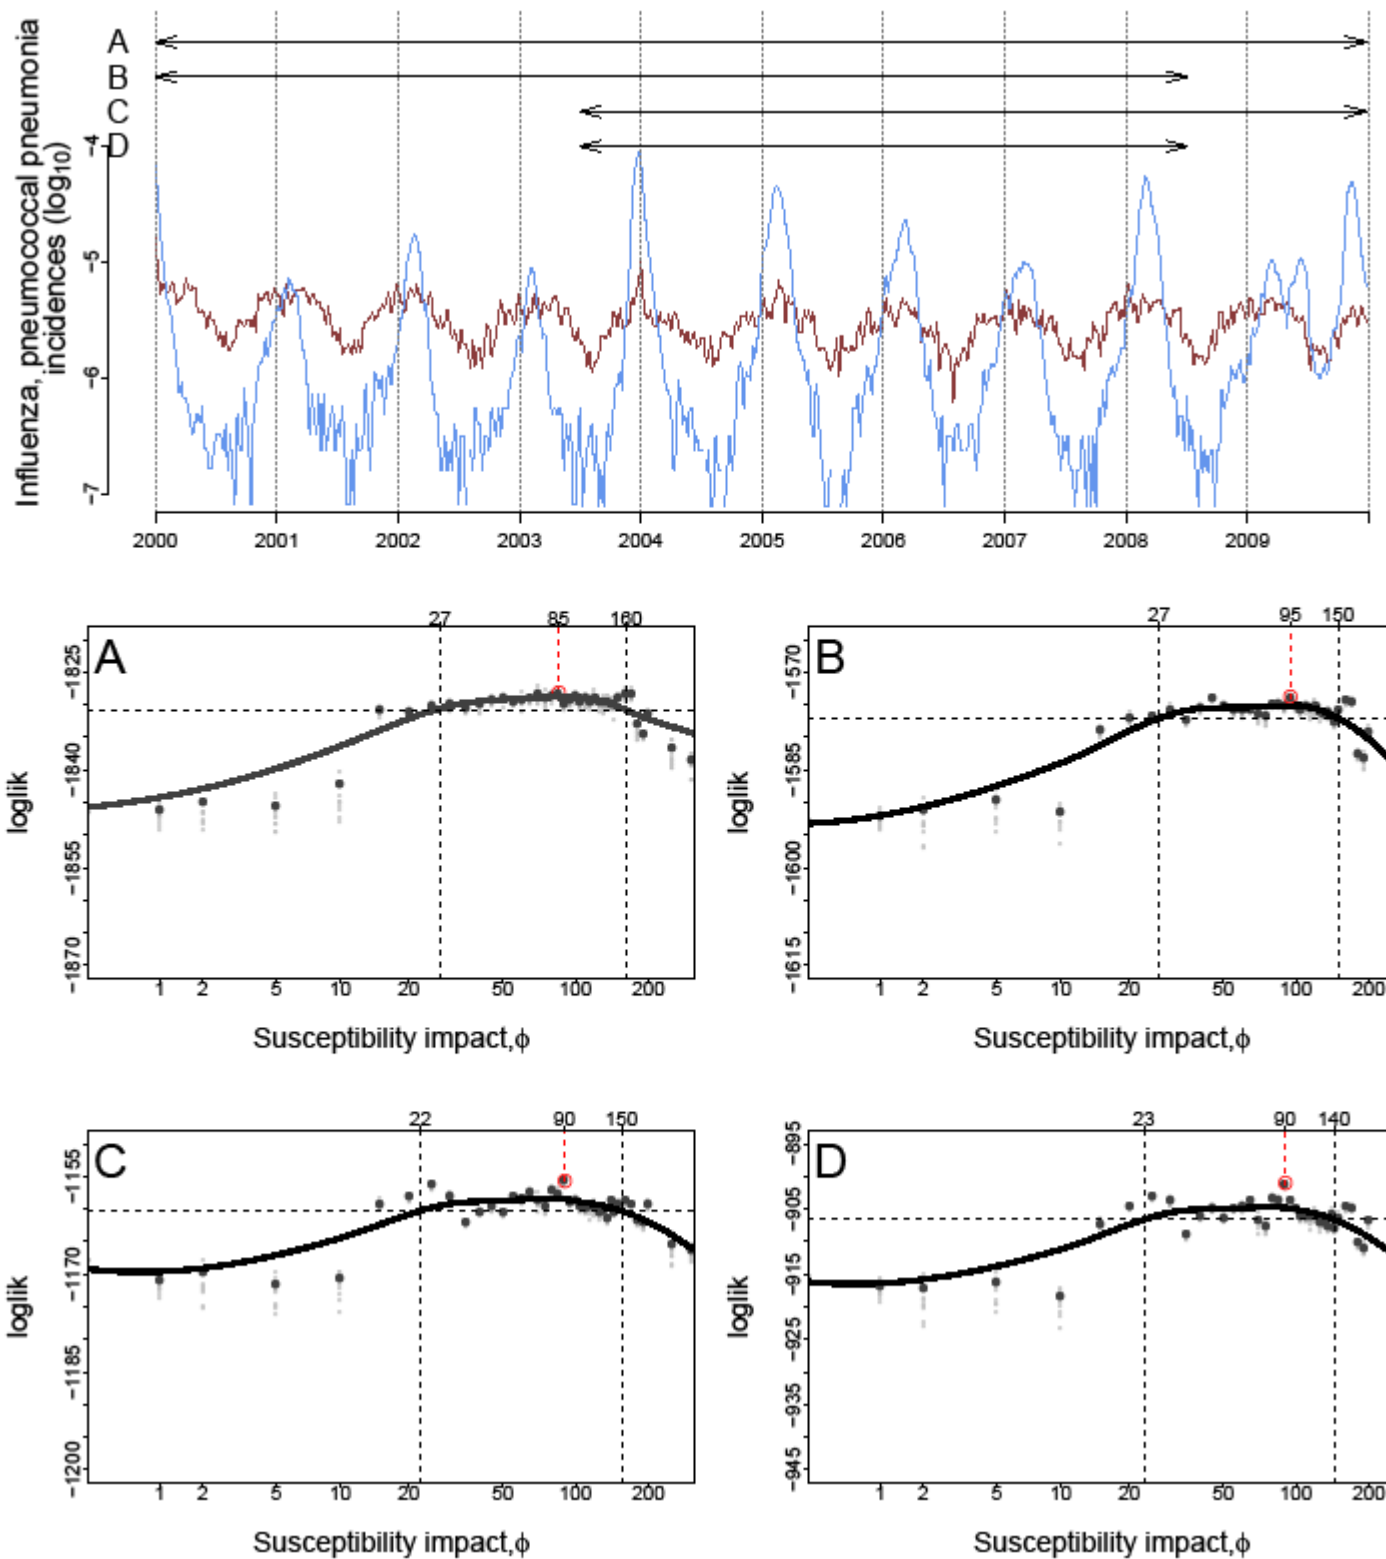 Influenza, pneumococcal pneumonia
incidences (log10)
A
B
C
D
-4
-5
-6
-7
2000 2001 2002 2003 2004 2005 2006 2007 2008 2009
27 85 160
A
loglik
-1825
-1840
-1855
-1870
1 2 5 10 20 50 100 200
Susceptibility impact,ϕ
27 95 150
B
loglik
-1570
-1585
-1600
-1615
1 2 5 10 20 50 100 200
Susceptibility impact,ϕ
22 90 150
C
loglik
-1155
-1170
-1185
-1200
1 2 5 10 20 50 100 200
Susceptibility impact,ϕ
23 90 140
D
loglik
-895
-905
-915
-925
-935
-945
1 2 5 10 20 50 100 200
Susceptibility impact,ϕ